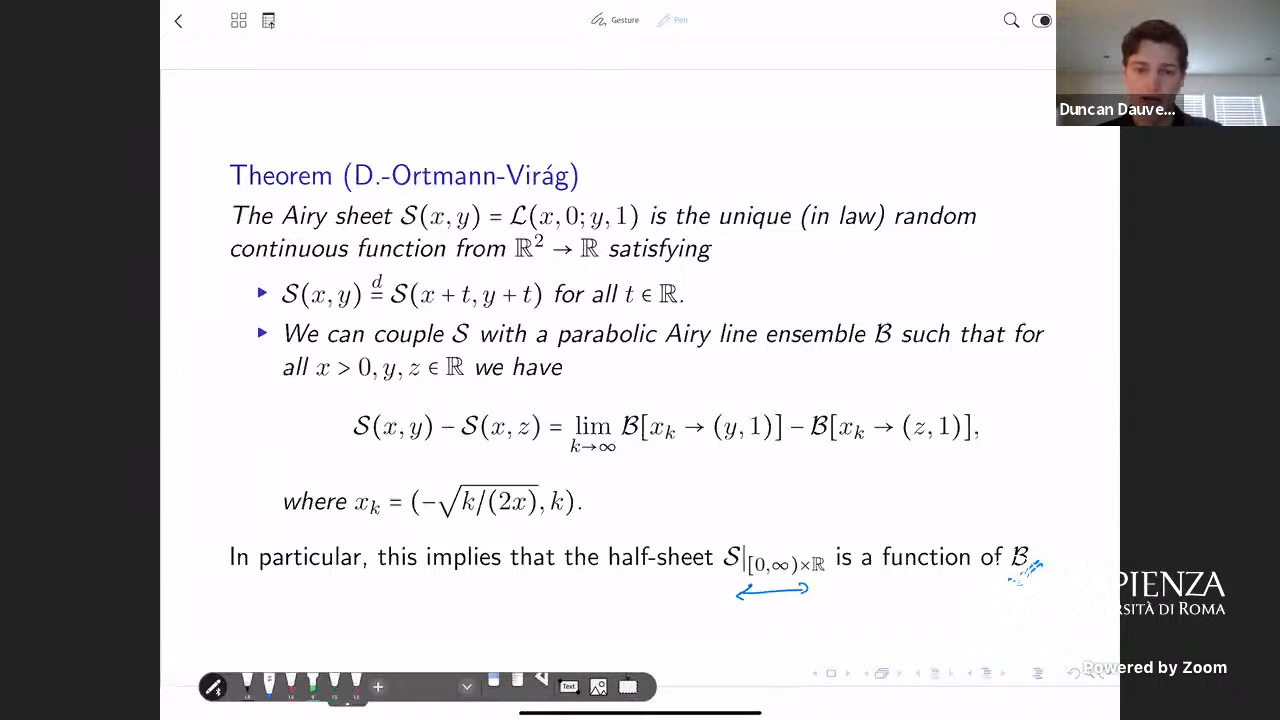 Gesture
Pen
Duncan Dauve...
Theorem (D.-Ortmann-Virág)
The Airy sheet 𝒮(x, y) = ℒ(x, 0; y, 1) is the unique (in law) random
continuous function from ℝ² → ℝ satisfying
▸ 𝒮(x, y) =ᵈ 𝒮(x + t, y + t) for all t ∈ ℝ.
▸ We can couple 𝒮 with a parabolic Airy line ensemble ℬ such that for
all x > 0, y, z ∈ ℝ we have
𝒮(x, y) − 𝒮(x, z) = lim_{k→∞} ℬ[x_k → (y, 1)] − ℬ[x_k → (z, 1)],
where x_k = (−√(k/(2x)), k).
In particular, this implies that the half-sheet 𝒮|_{[0,∞)×ℝ} is a function of ℬ
PIENZA
RSITÀ DI ROMA
Powered by Zoom
Text